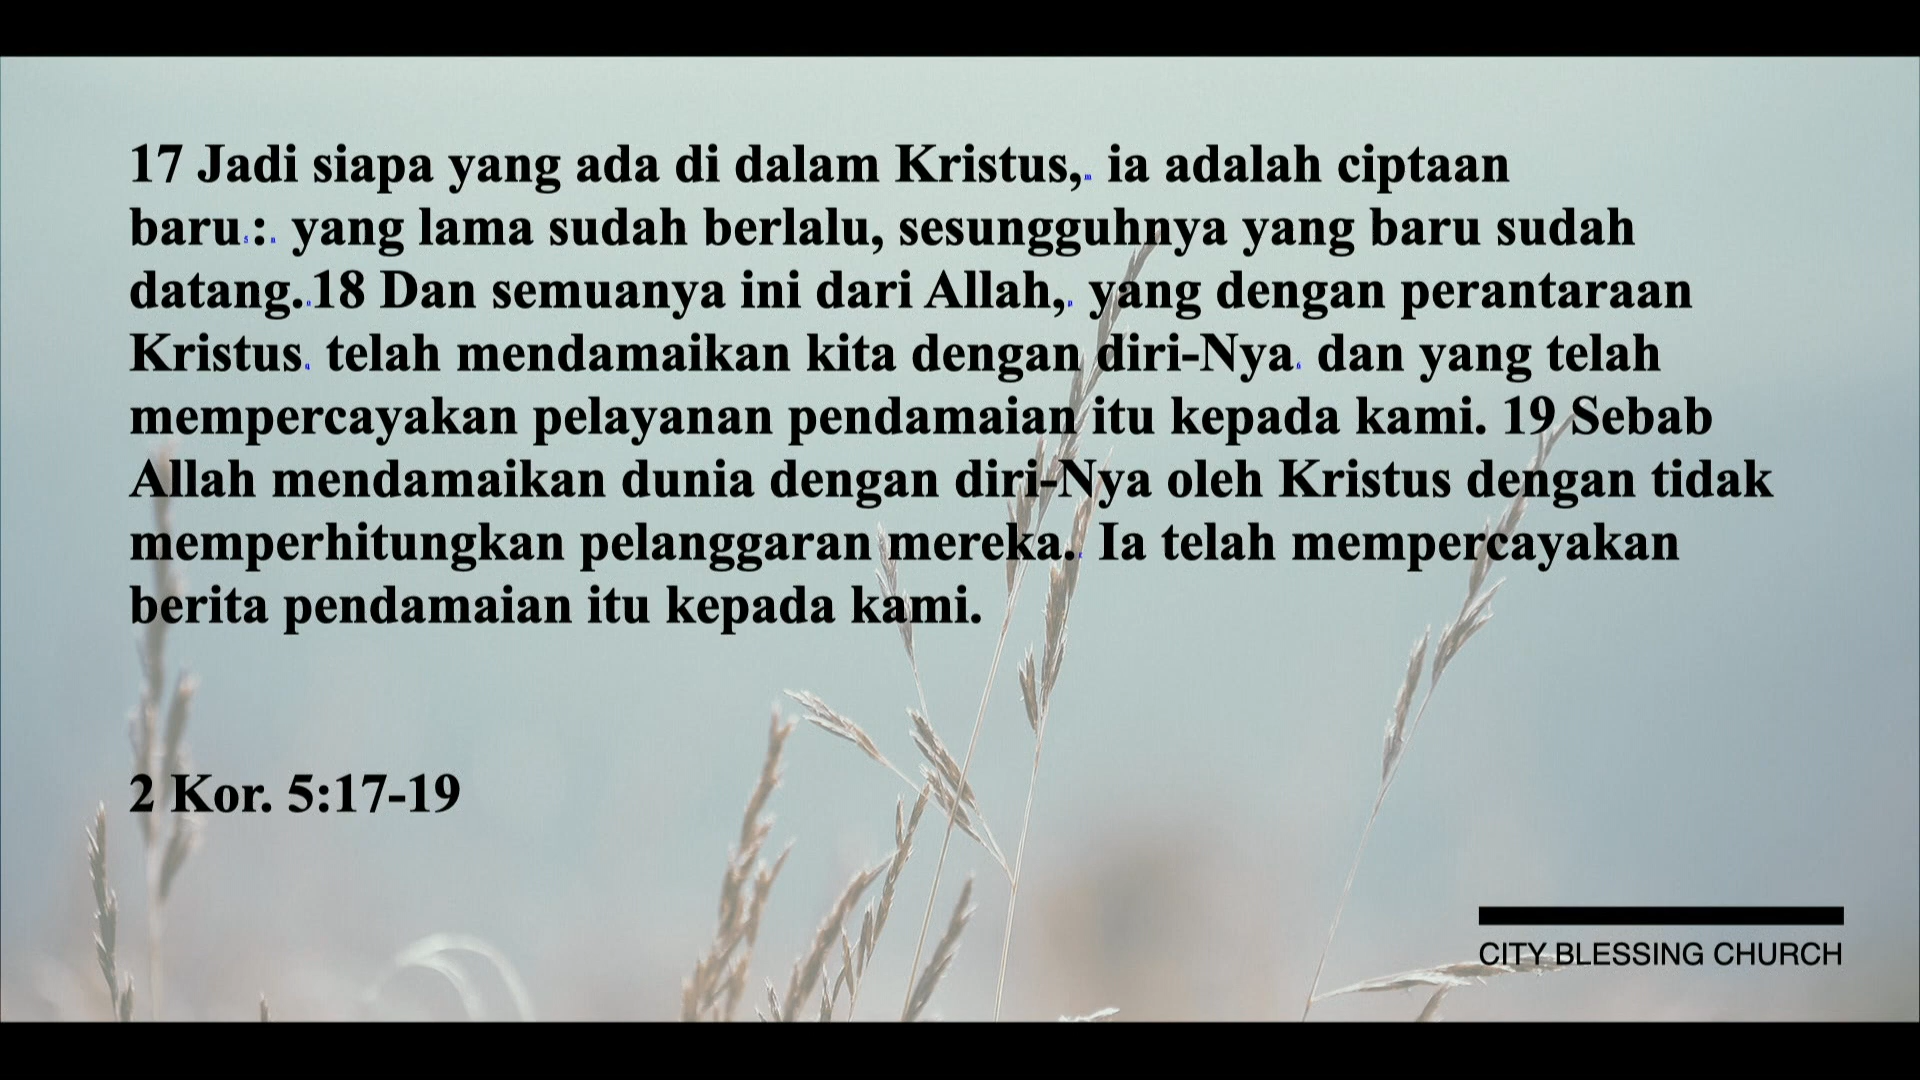 17 Jadi siapa yang ada di dalam Kristus, ia adalah ciptaan
baru : yang lama sudah berlalu, sesungguhnya yang baru sudah
datang. 18 Dan semuanya ini dari Allah, yang dengan perantaraan
Kristus telah mendamaikan kita dengan diri-Nya dan yang telah
mempercayakan pelayanan pendamaian itu kepada kami. 19 Sebab
Allah mendamaikan dunia dengan diri-Nya oleh Kristus dengan tidak
memperhitungkan pelanggaran mereka. Ia telah mempercayakan
berita pendamaian itu kepada kami.
2 Kor. 5:17-19
CITY BLESSING CHURCH